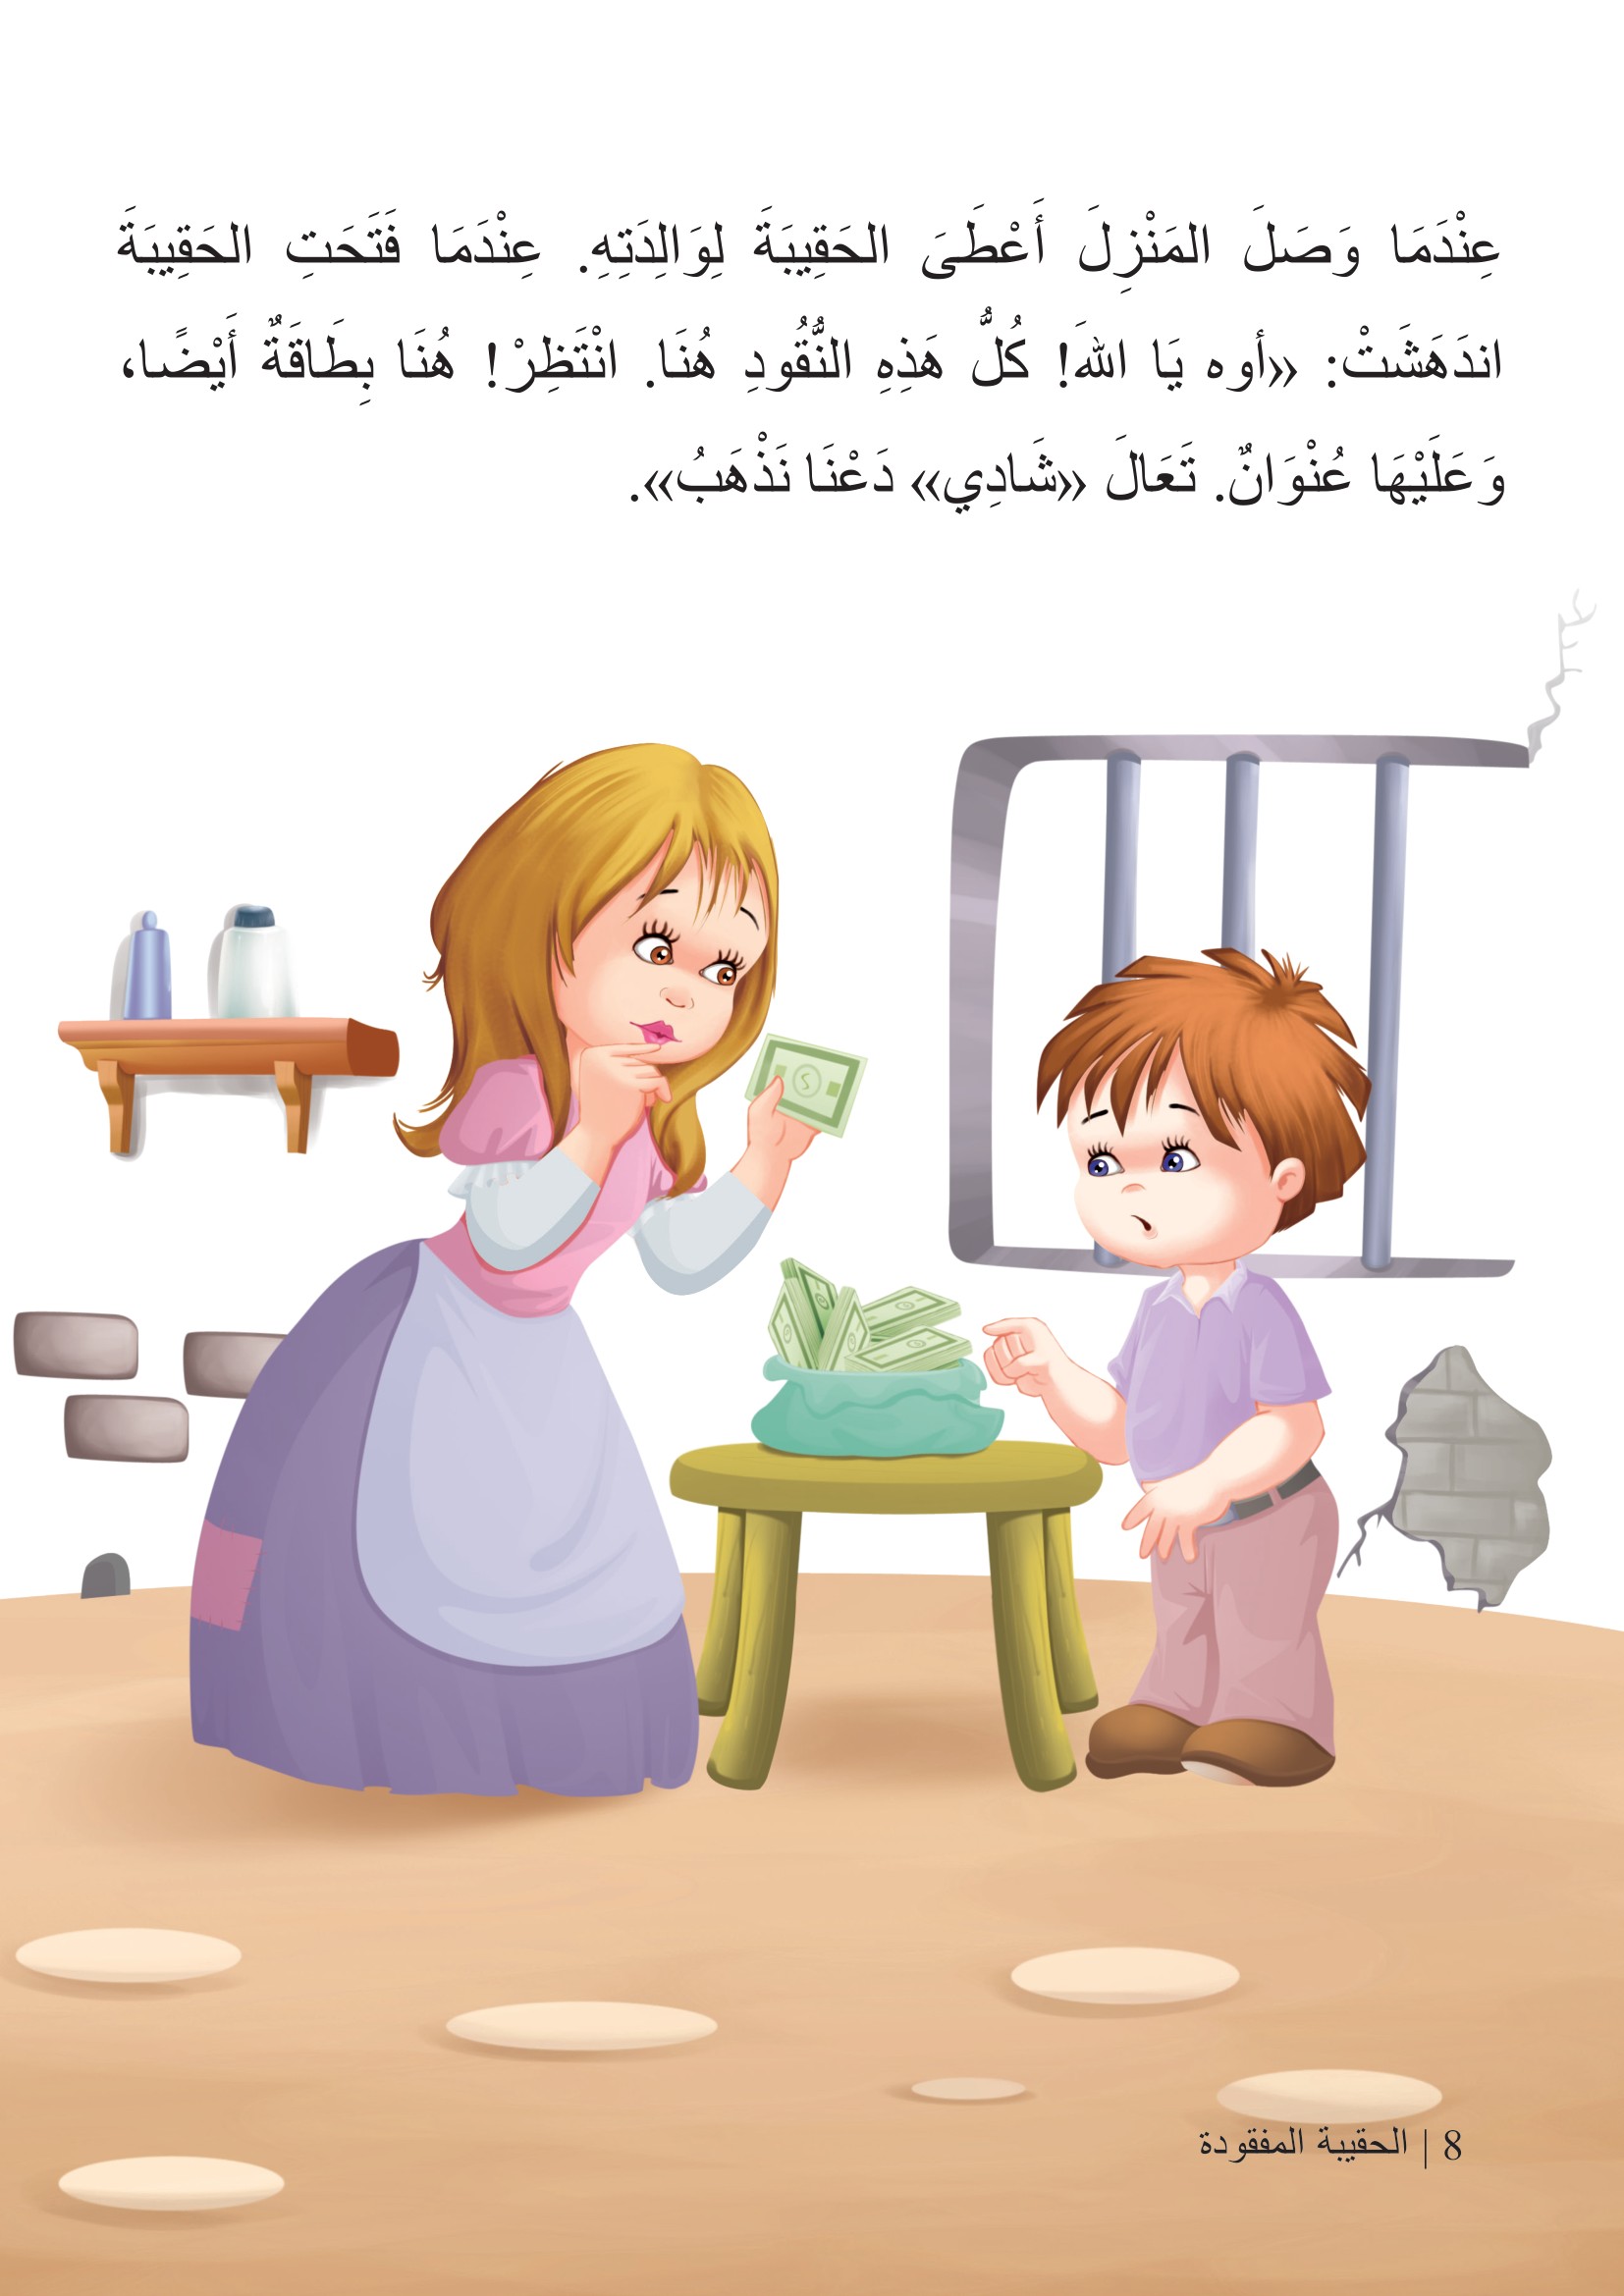 عِنْدَمَا وَصَلَ المَنْزِلَ أَعْطَىَ الحَقِيبَةَ لِوَالِدَتِهِ. عِنْدَمَا فَتَحَتِ الحَقِيبَةَ
اندَهَشَتْ: «أوه يَا اللهَ! كُلُّ هَذِهِ النُّقُودِ هُنَا. انْتَظِرْ! هُنَا بِطَاقَةٌ أَيْضًا،
وَعَلَيْهَا عُنْوَانٌ. تَعَالَ «شَادِي» دَعْنَا نَذْهَبُ».
8 | الحقيبة المفقودة